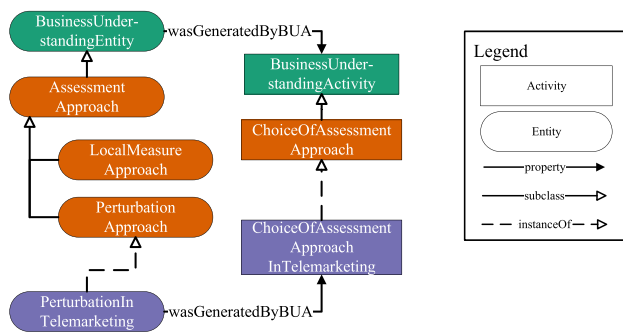 BusinessUnder-
standingEntity
wasGeneratedByBUA
BusinessUnder-
standingActivity
Assessment
Approach
ChoiceOfAssessment
Approach
LocalMeasure
Approach
Perturbation
Approach
ChoiceOfAssessment
Approach
InTelemarketing
PerturbationIn
Telemarketing
wasGeneratedByBUA
Legend
Activity
Entity
property
subclass
instanceOf